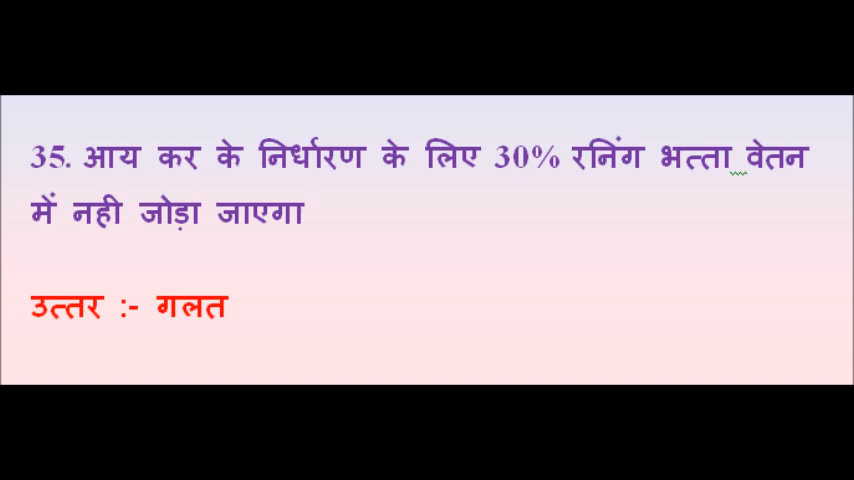 35. आय कर के निर्धारण के लिए 30% रनिंग भत्ता वेतन
में नही जोड़ा जाएगा
उत्तर :- गलत